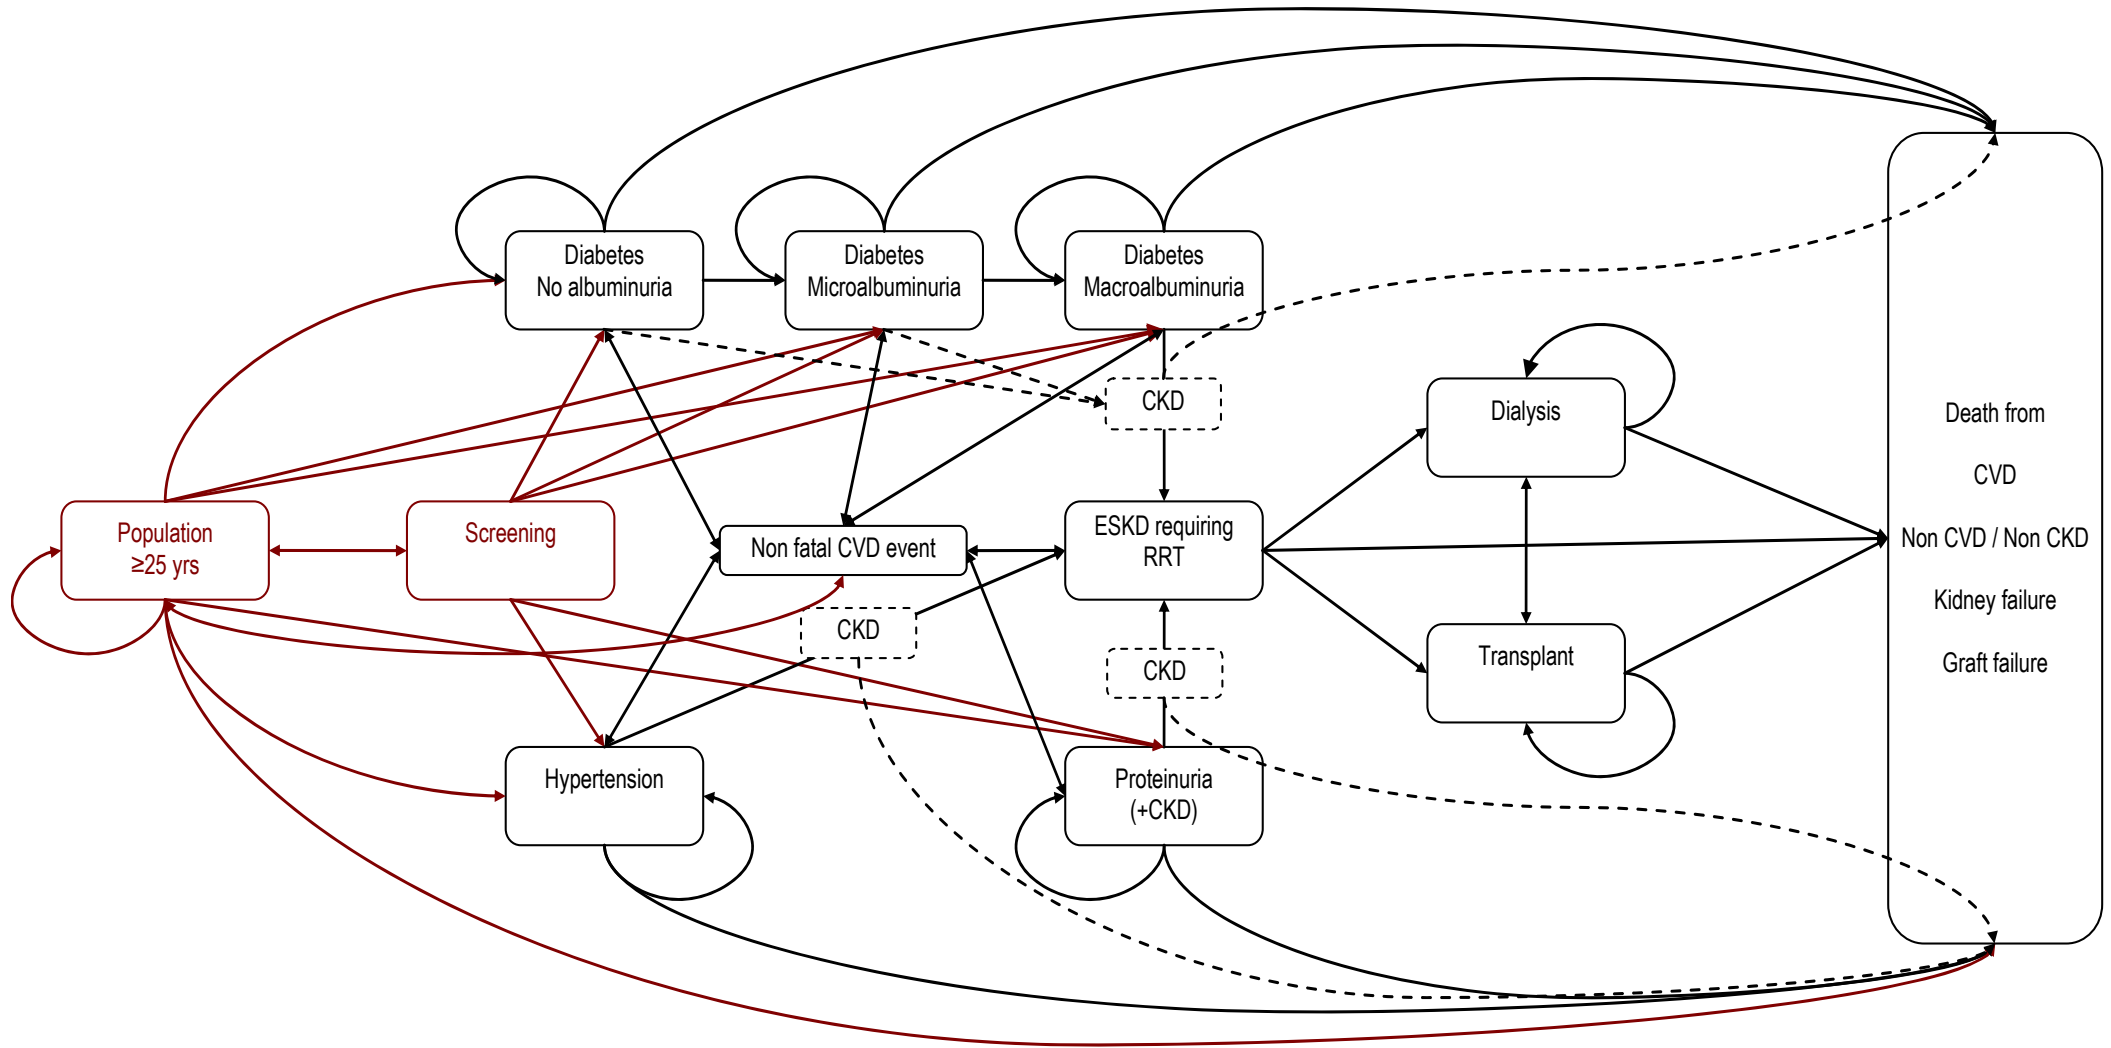 Diabetes
No albuminuria
Diabetes
Microalbuminuria
Diabetes
Macroalbuminuria
CKD
Dialysis
Population
≥25 yrs
Screening
Non fatal CVD event
ESKD requiring
RRT
CKD
CKD
Transplant
Hypertension
Proteinuria
(+CKD)
Death from
CVD
Non CVD / Non CKD
Kidney failure
Graft failure